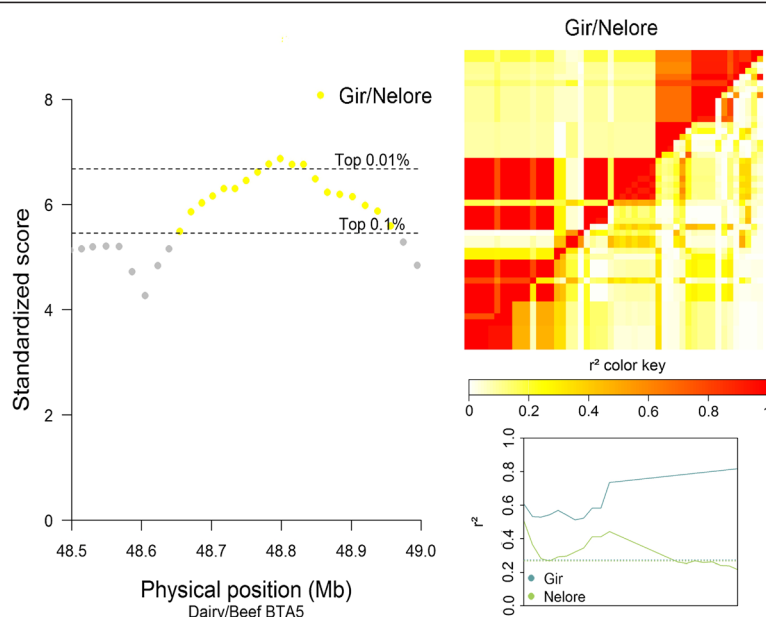 Gir/Nelore
8
6
4
2
0
Standardized score
Gir/Nelore
Top 0.01%
Top 0.1%
48.5 48.6 48.7 48.8 48.9 49.0
Physical position (Mb)
Dairy/Beef BTA5
r² color key
0 0.2 0.4 0.6 0.8 1
1.0
0.8
0.6
0.4
0.2
0.0
r²
Gir
Nelore